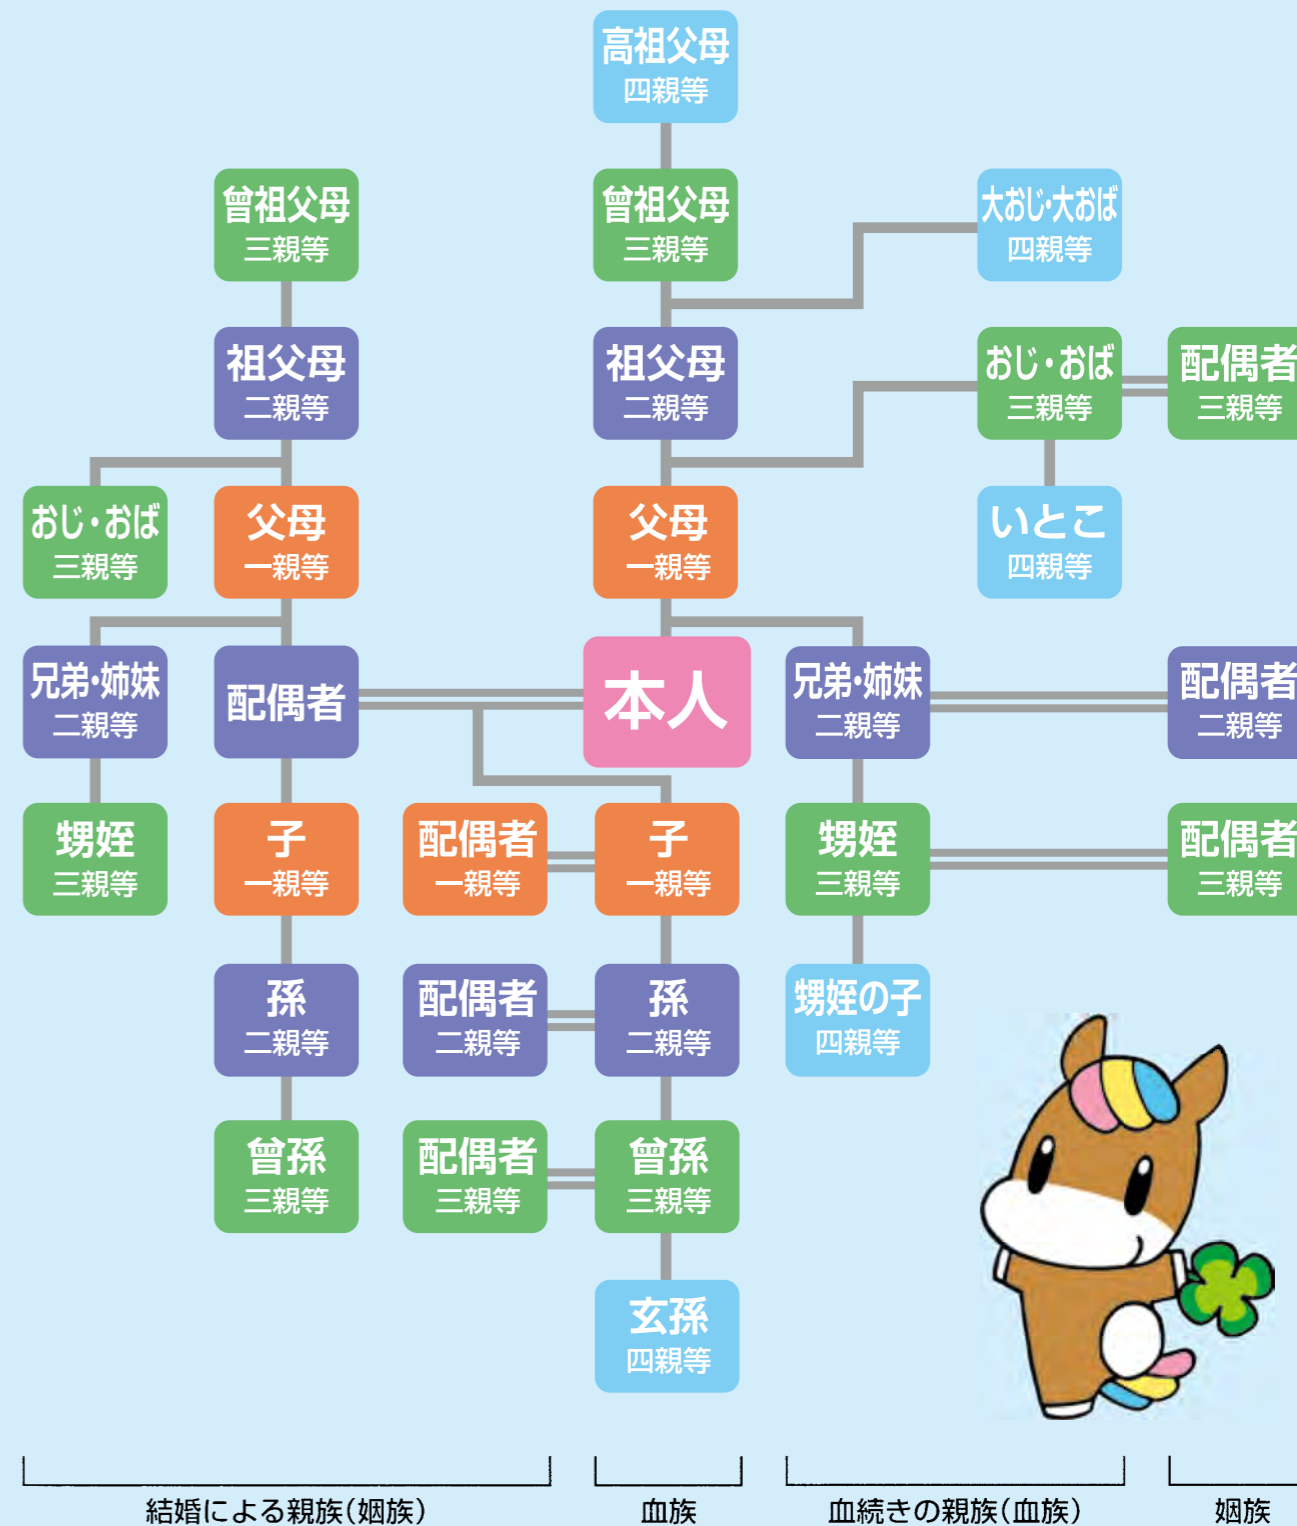 高祖父母
四親等
曾祖父母
三親等
曾祖父母
三親等
大おじ・大おば
四親等
祖父母
二親等
祖父母
二親等
おじ・おば
三親等
配偶者
三親等
おじ・おば
三親等
父母
一親等
父母
一親等
いとこ
四親等
兄弟・姉妹
二親等
配偶者
本人
兄弟・姉妹
二親等
配偶者
二親等
甥姪
三親等
子
一親等
配偶者
一親等
子
一親等
甥姪
三親等
配偶者
三親等
孫
二親等
配偶者
二親等
孫
二親等
甥姪の子
四親等
曾孫
三親等
配偶者
三親等
曾孫
三親等
玄孫
四親等
結婚による親族(姻族)
血族
血続きの親族(血族)
姻族